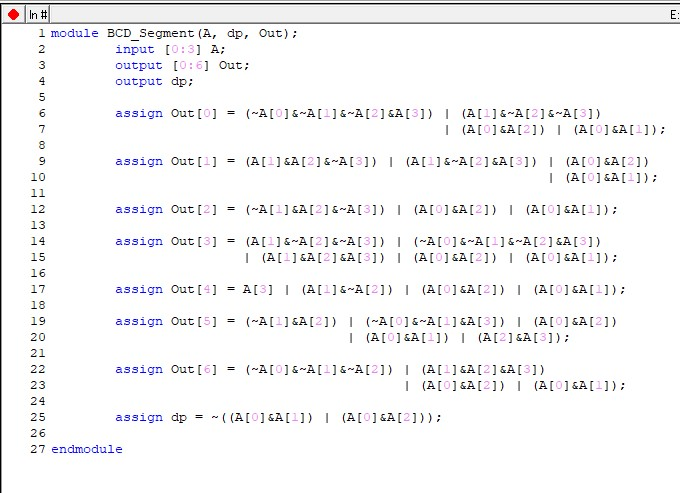 In #
E:
1 module BCD_Segment(A, dp, Out);
2 input [0:3] A;
3 output [0:6] Out;
4 output dp;
5
6 assign Out[0] = (~A[0]&~A[1]&~A[2]&A[3]) | (A[1]&~A[2]&~A[3])
7 | (A[0]&A[2]) | (A[0]&A[1]);
8
9 assign Out[1] = (A[1]&A[2]&~A[3]) | (A[1]&~A[2]&A[3]) | (A[0]&A[2])
10 | (A[0]&A[1]);
11
12 assign Out[2] = (~A[1]&A[2]&~A[3]) | (A[0]&A[2]) | (A[0]&A[1]);
13
14 assign Out[3] = (A[1]&~A[2]&~A[3]) | (~A[0]&~A[1]&~A[2]&A[3])
15 | (A[1]&A[2]&A[3]) | (A[0]&A[2]) | (A[0]&A[1]);
16
17 assign Out[4] = A[3] | (A[1]&~A[2]) | (A[0]&A[2]) | (A[0]&A[1]);
18
19 assign Out[5] = (~A[1]&A[2]) | (~A[0]&~A[1]&A[3]) | (A[0]&A[2])
20 | (A[0]&A[1]) | (A[2]&A[3]);
21
22 assign Out[6] = (~A[0]&~A[1]&~A[2]) | (A[1]&A[2]&A[3])
23 | (A[0]&A[2]) | (A[0]&A[1]);
24
25 assign dp = ~((A[0]&A[1]) | (A[0]&A[2]));
26
27 endmodule